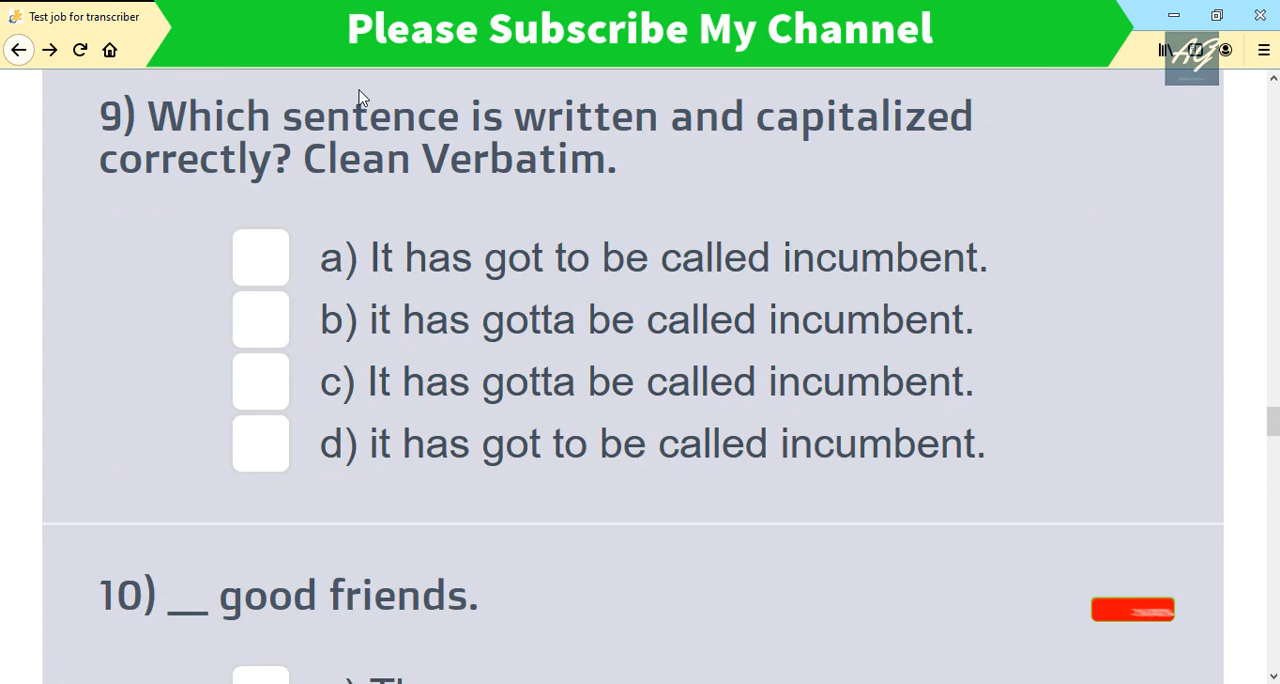 Test job for transcriber
Please Subscribe My Channel
AJ
9) Which sentence is written and capitalized
correctly? Clean Verbatim.
a) It has got to be called incumbent.
b) it has gotta be called incumbent.
c) It has gotta be called incumbent.
d) it has got to be called incumbent.
10) __ good friends.